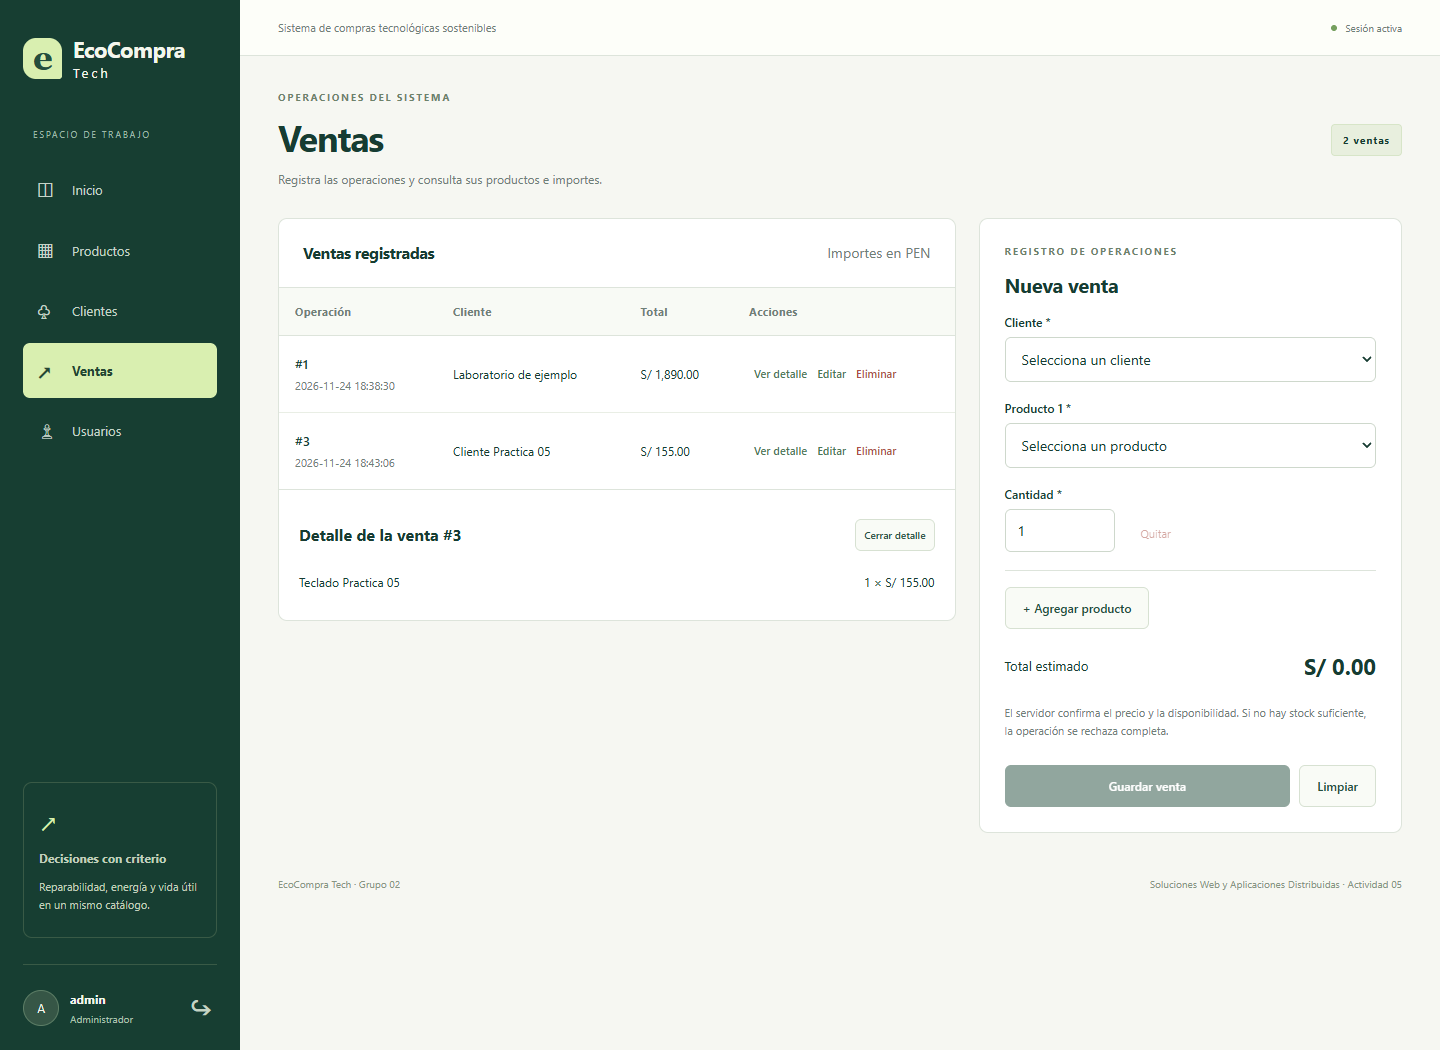 e EcoCompra
Tech
ESPACIO DE TRABAJO
Inicio
Productos
Clientes
Ventas
Usuarios
Decisiones con criterio
Reparabilidad, energía y vida útil
en un mismo catálogo.
A
admin
Administrador
Sistema de compras tecnológicas sostenibles
Sesión activa
OPERACIONES DEL SISTEMA
Ventas
2 ventas
Registra las operaciones y consulta sus productos e importes.
Ventas registradas
Importes en PEN
Operación Cliente Total Acciones
#1
2026-11-24 18:38:30
Laboratorio de ejemplo S/ 1,890.00 Ver detalle Editar Eliminar
#3
2026-11-24 18:43:06
Cliente Practica 05 S/ 155.00 Ver detalle Editar Eliminar
Detalle de la venta #3
Cerrar detalle
Teclado Practica 05 1 × S/ 155.00
REGISTRO DE OPERACIONES
Nueva venta
Cliente *
Selecciona un cliente
Producto 1 *
Selecciona un producto
Cantidad *
1 Quitar
+ Agregar producto
Total estimado S/ 0.00
El servidor confirma el precio y la disponibilidad. Si no hay stock suficiente,
la operación se rechaza completa.
Guardar venta Limpiar
EcoCompra Tech · Grupo 02
Soluciones Web y Aplicaciones Distribuidas · Actividad 05